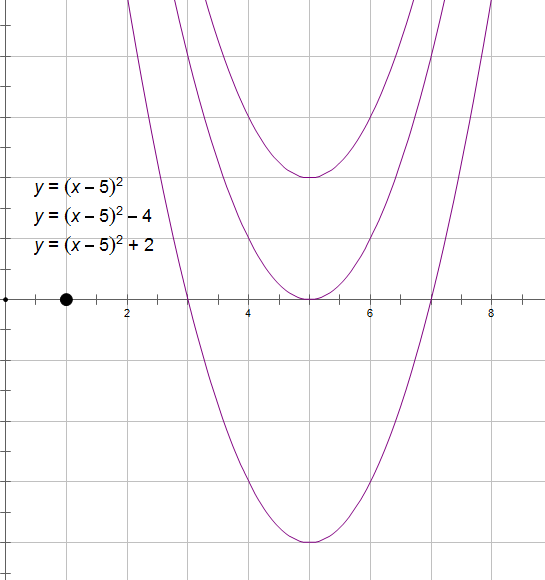 y = (x – 5)²
y = (x – 5)² – 4
y = (x – 5)² + 2
2 4 6 8